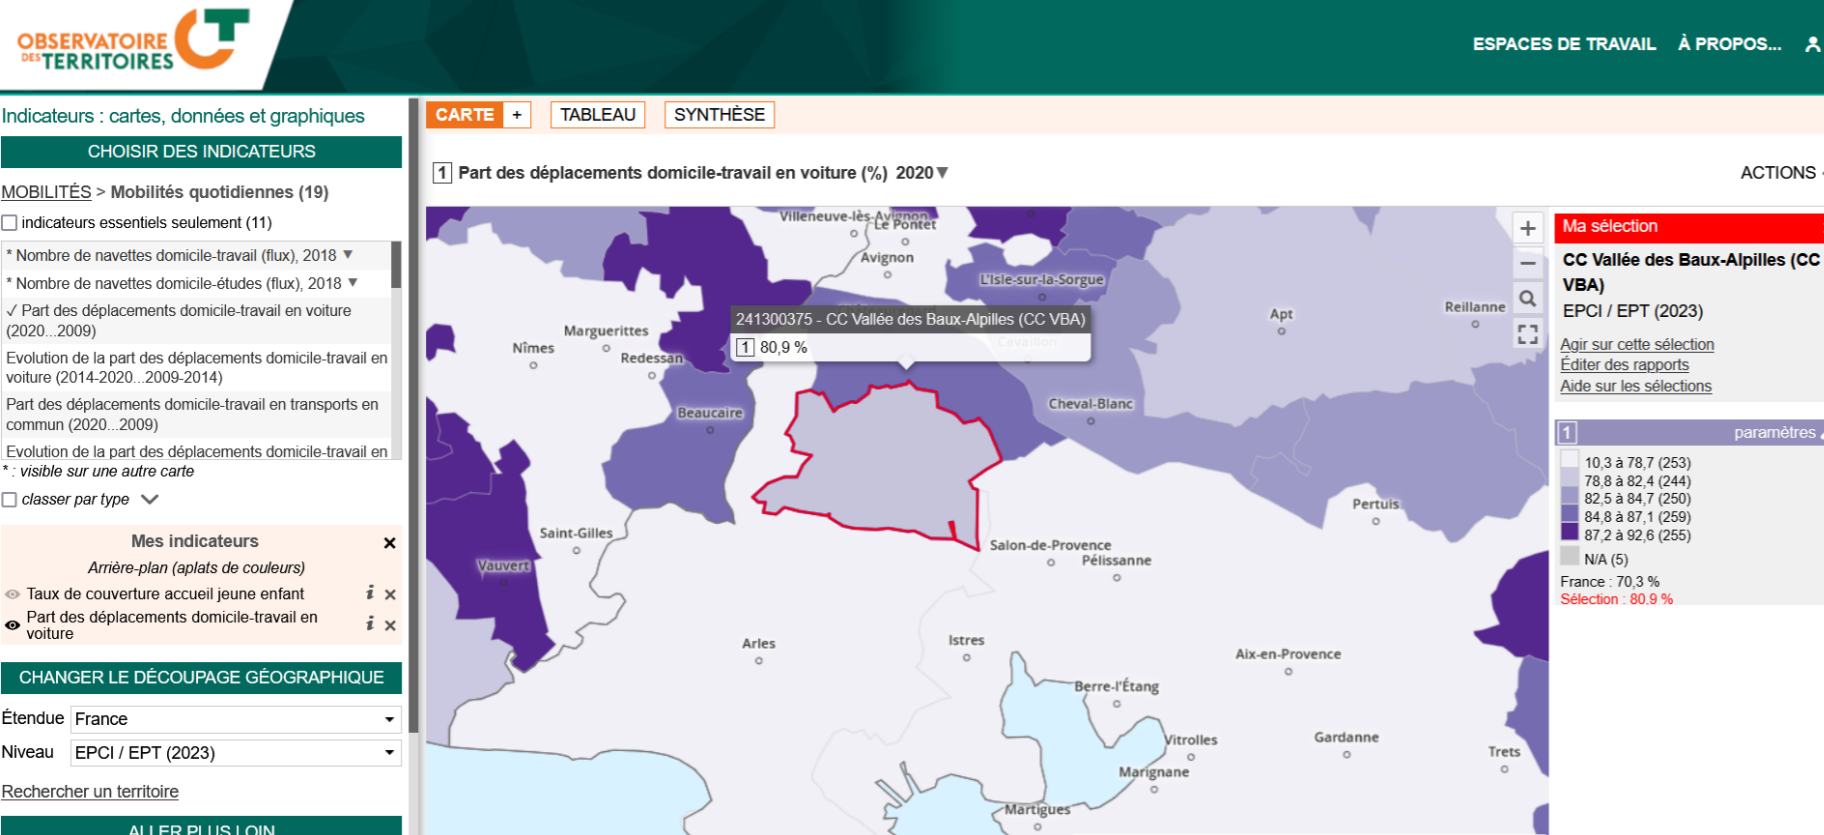 OBSERVATOIRE
DES TERRITOIRES
ESPACES DE TRAVAIL
À PROPOS...
Indicateurs : cartes, données et graphiques
CHOISIR DES INDICATEURS
MOBILITÉS > Mobilités quotidiennes (19)
indicateurs essentiels seulement (11)
* Nombre de navettes domicile-travail (flux), 2018 ▼
* Nombre de navettes domicile-études (flux), 2018 ▼
✓ Part des déplacements domicile-travail en voiture
(2020...2009)
Evolution de la part des déplacements domicile-travail en
voiture (2014-2020...2009-2014)
Part des déplacements domicile-travail en transports en
commun (2020...2009)
Evolution de la part des déplacements domicile-travail en
* : visible sur une autre carte
classer par type
Mes indicateurs
Arrière-plan (aplats de couleurs)
Taux de couverture accueil jeune enfant
Part des déplacements domicile-travail en
voiture
CHANGER LE DÉCOUPAGE GÉOGRAPHIQUE
Étendue France
Niveau EPCI / EPT (2023)
Rechercher un territoire
ALLER PLUS LOIN
CARTE + TABLEAU SYNTHÈSE
1 Part des déplacements domicile-travail en voiture (%) 2020 ▼
ACTIONS
Villeneuve-lès-Avignon
Le Pontet
Avignon
L'Isle-sur-la-Sorgue
Apt
Reillanne
241300375 - CC Vallée des Baux-Alpilles (CC VBA)
1 80,9 %
Cavaillon
Marguerittes
Nîmes
Redessan
Beaucaire
Cheval-Blanc
Pertuis
Saint-Gilles
Salon-de-Provence
Pélissanne
Vauvert
Arles
Istres
Aix-en-Provence
Berre-l'Étang
Vitrolles
Gardanne
Trets
Marignane
Martigues
+
−
Ma sélection
CC Vallée des Baux-Alpilles (CC
VBA)
EPCI / EPT (2023)
Agir sur cette sélection
Éditer des rapports
Aide sur les sélections
1 paramètres
10,3 à 78,7 (253)
78,8 à 82,4 (244)
82,5 à 84,7 (250)
84,8 à 87,1 (259)
87,2 à 92,6 (255)
N/A (5)
France : 70,3 %
Sélection : 80,9 %